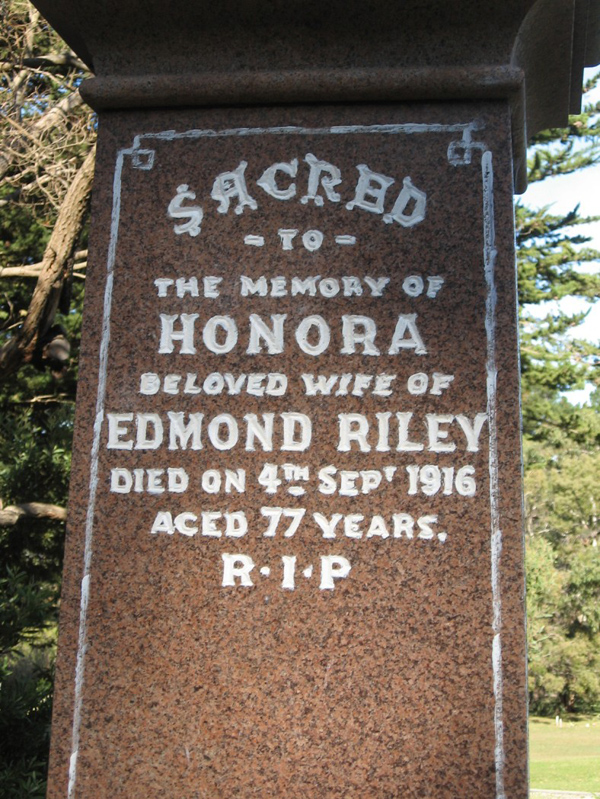 SACRED
- TO -
THE MEMORY OF
HONORA
BELOVED WIFE OF
EDMOND RILEY
DIED ON 4TH SEPT 1916
AGED 77 YEARS.
R·I·P